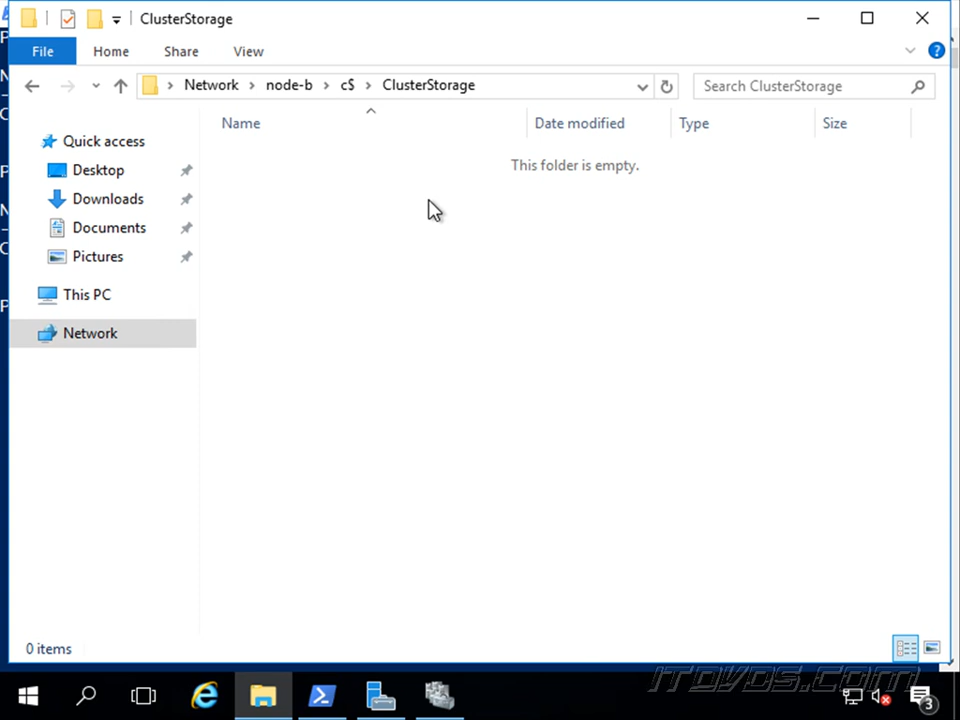 ClusterStorage
File Home Share View
Network node-b c$ ClusterStorage
Search ClusterStorage
Name Date modified Type Size
This folder is empty.
Quick access
Desktop
Downloads
Documents
Pictures
This PC
Network
0 items
ITdvds.com
3